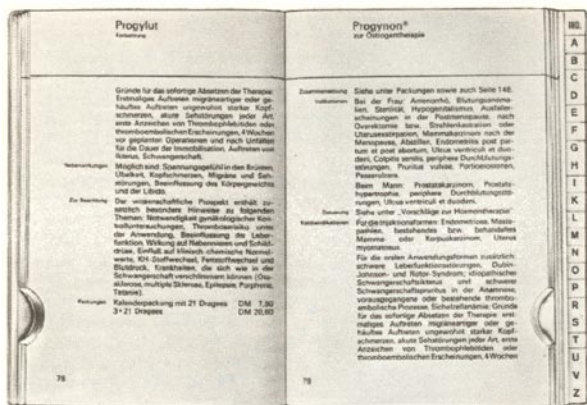 Progylut
Fortsetzung
Gründe für das sofortige Absetzen der Therapie:
Erstmaliges Auftreten migräneartiger oder ge-
häuftes Auftreten ungewohnt starker Kopf-
schmerzen, akute Sehstörungen jeder Art,
erste Anzeichen von Thrombophlebitiden oder
thromboembolischen Erscheinungen, 4 Wochen
vor geplanten Operationen und nach Unfällen
für die Dauer der Immobilisation, Auftreten von
Ikterus, Schwangerschaft.
Nebenwirkungen Möglich sind: Spannungsgefühl in den Brüsten,
Übelkeit, Kopfschmerzen, Migräne und Seh-
störungen, Beeinflussung des Körpergewichts
und der Libido.
Zur Beachtung Der wissenschaftliche Prospekt enthält zu-
sätzlich besondere Hinweise zu folgenden
Themen: Notwendigkeit gynäkologischer Kon-
trolluntersuchungen, Thromboserisiko unter
der Anwendung, Beeinflussung der Leber-
funktion, Wirkung auf Nebennieren und Schild-
drüse, Einfluß auf klinisch-chemische Normal-
werte, KH-Stoffwechsel, Fettstoffwechsel und
Blutdruck, Krankheiten, die sich wie in der
Schwangerschaft verschlimmern können (Oto-
sklerose, multiple Sklerose, Epilepsie, Porphyrie,
Tetanie).
Packungen Kalenderpackung mit 21 Dragees DM 7,80
3×21 Dragees DM 20,60
78
Progynon®
zur Östrogentherapie
Zusammensetzung Siehe unter Packungen sowie auch Seite 148.
Indikationen Bei der Frau: Amenorrhö, Blutungsanoma-
lien, Sterilität, Hypogenitalismus. Ausfaller-
scheinungen in der Postmenopause, nach
Ovarektomie bzw. Strahlenkastration oder
Uterusexstirpation, Mammakarzinom nach der
Menopause, Abstillen, Endometritis post par-
tum et post abortum, Ulcus ventriculi et duo-
deni, Colpitis senilis, periphere Durchblutungs-
störungen, Pruritus vulvae, Portioerosionen,
Beim Mann: Prostatakarzinom, Prostata-
hypertrophie, periphere Durchblutungsstö-
rungen, Ulcus ventriculi et duodeni.
Dosierung Siehe unter „Vorschläge zur Hormontherapie“
Kontraindikationen Für die Injektionsformen: Endometriose, Masto-
pathien, bestehendes bzw. behandeltes
Mamma- oder Korpuskarzinom, Uterus
myomatosus.
Für die oralen Anwendungsformen zusätzlich:
schwere Leberfunktionsstörungen, Dubin-
Johnson- und Rotor-Syndrom; idiopathischer
Schwangerschaftsikterus und schwerer
Schwangerschaftspruritus in der Anamnese,
vorausgegangene oder bestehende thrombo-
embolische Prozesse, Sichelzellanämie. Gründe
für das sofortige Absetzen der Therapie: erst-
maliges Auftreten migräneartiger oder ge-
häuftes Auftreten ungewohnt starker Kopf-
schmerzen, akute Sehstörungen jeder Art, erste
Anzeichen von Thrombophlebitiden oder
thromboembolischen Erscheinungen, 4 Wochen
79
A
B
C
D
E
F
G
H
I
K
L
M
N
O
P
R
S
T
U
V
Z